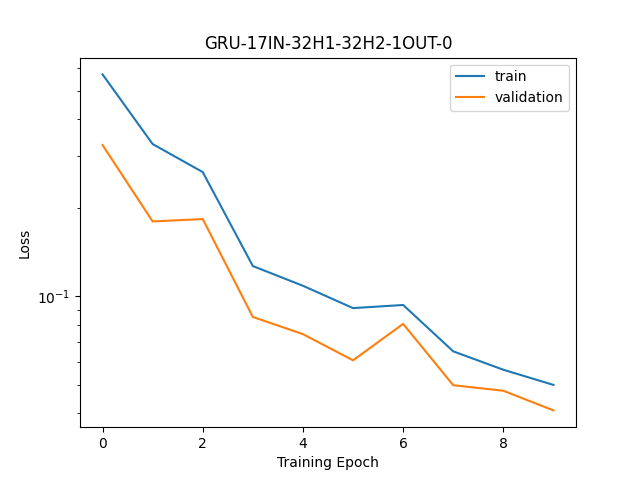 GRU-17IN-32H1-32H2-1OUT-0
train
validation
Loss
10⁻¹
0 2 4 6 8
Training Epoch